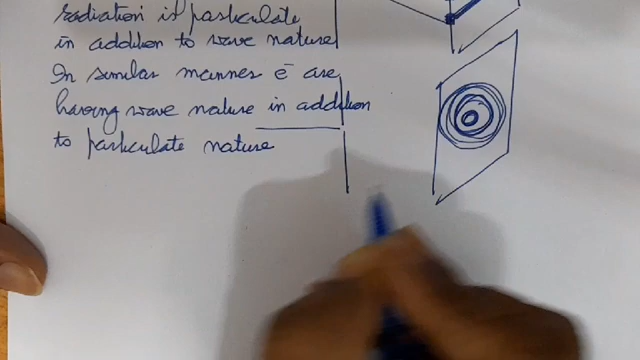 radiation is particulate
in addition to wave nature
In similar manner ē are
having wave nature in addition
to particulate nature